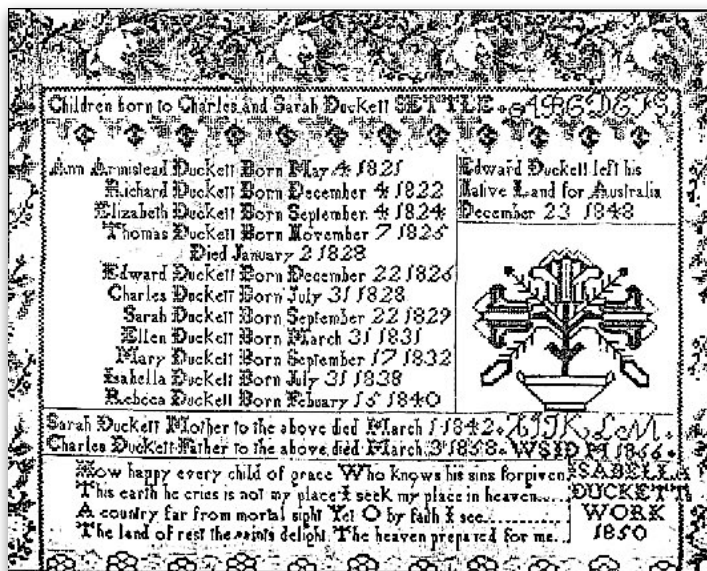 Children born to Charles and Sarah Duckett SETTLE ABCDEFG
Ann Armistead Duckett Born May 4 1821
Richard Duckett Born December 4 1822
Elizabeth Duckett Born September 4 1824
Thomas Duckett Born November 7 1825
Died January 2 1828
Edward Duckett Born December 22 1826
Charles Duckett Born July 31 1828
Sarah Duckett Born September 22 1829
Ellen Duckett Born March 31 1831
Mary Duckett Born September 17 1832
Isabella Duckett Born July 31 1838
Rebcca Duckett Born Febuary 15 1840
Edward Duckett left his
Native Land for Australia
December 23 1848
Sarah Duckett Mother to the above died March 1 1842 HIJKLM
Charles Duckett Father to the above died March 3 1858 WSID M 1866
How happy every child of grace Who knows his sins forgiven
This earth he cries is not my place I seek my place in heaven....
A country far from mortal sight Yet O by faith I see..........
The land of rest the saints delight The heaven prepared for me...
ISABELLA
DUCKETTS
WORK
1850